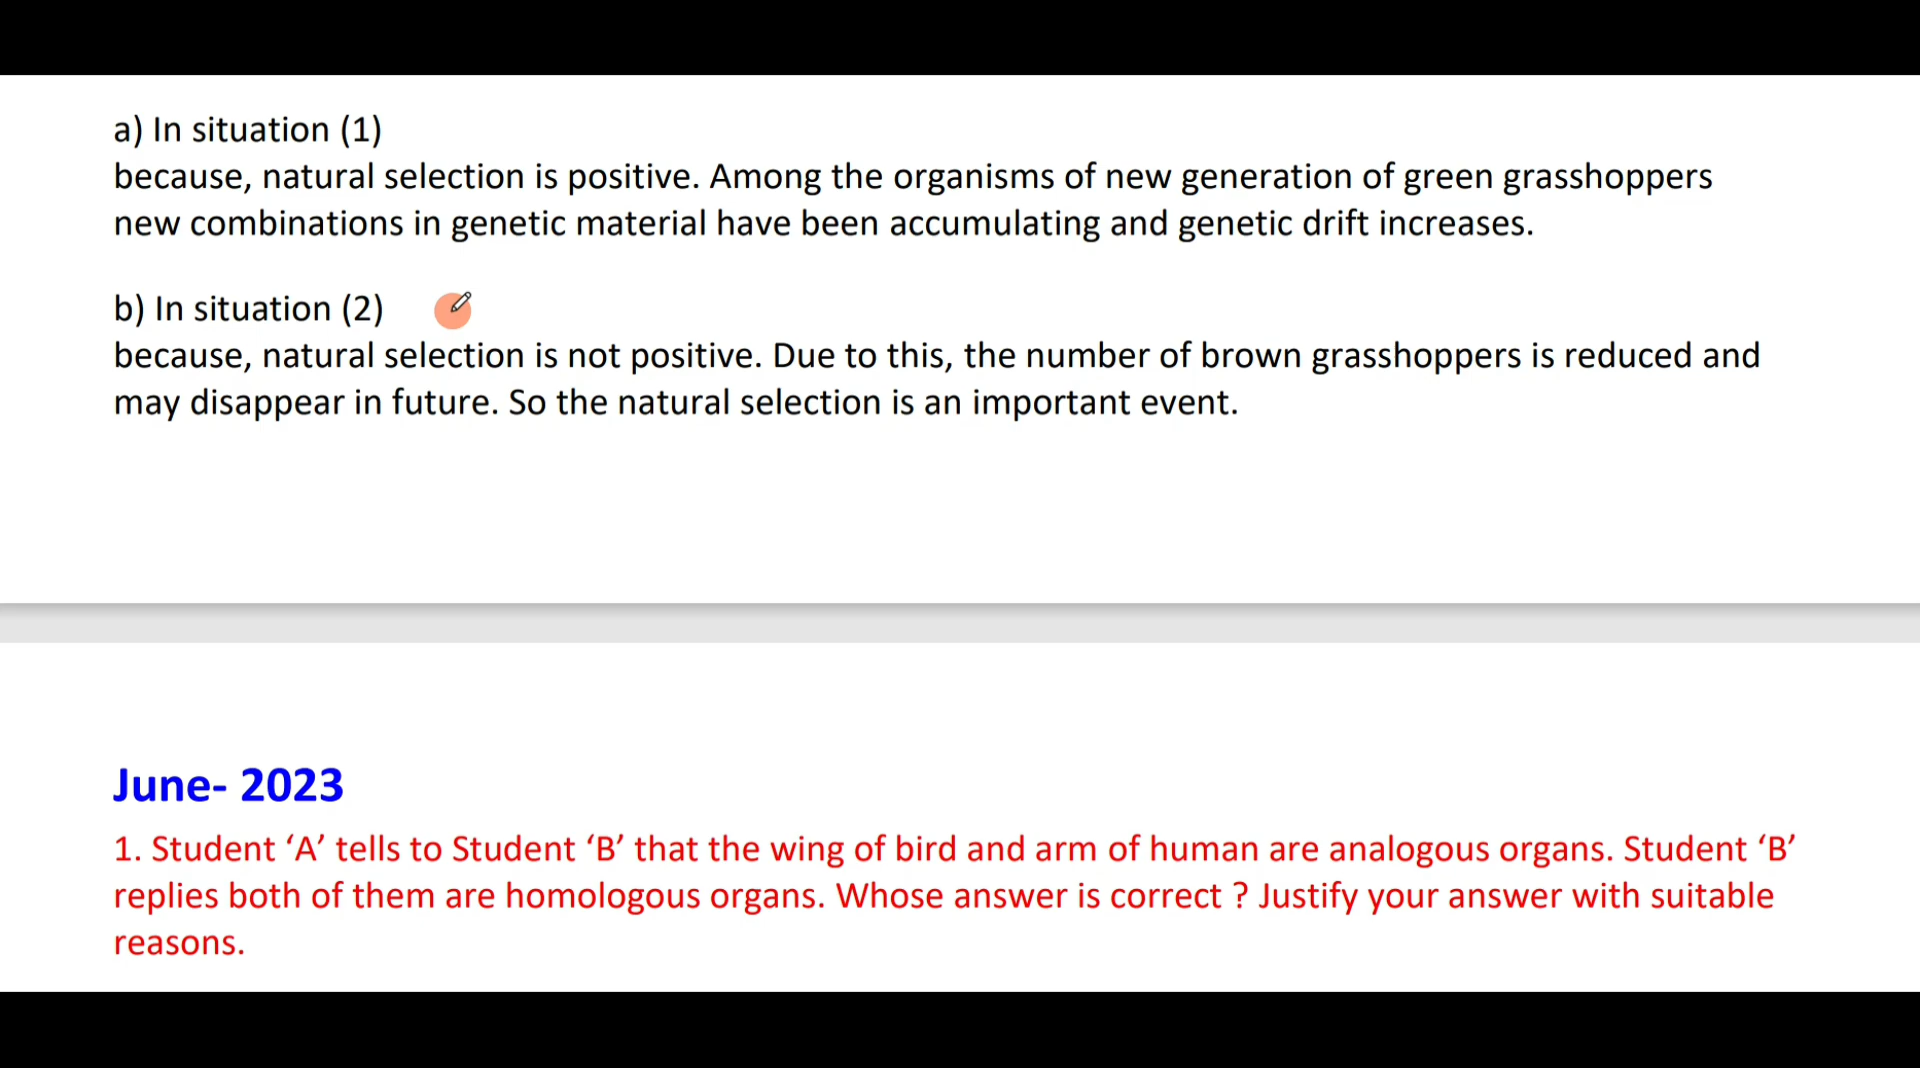 a) In situation (1)
because, natural selection is positive. Among the organisms of new generation of green grasshoppers
new combinations in genetic material have been accumulating and genetic drift increases.
b) In situation (2)
because, natural selection is not positive. Due to this, the number of brown grasshoppers is reduced and
may disappear in future. So the natural selection is an important event.
June- 2023
1. Student ‘A’ tells to Student ‘B’ that the wing of bird and arm of human are analogous organs. Student ‘B’
replies both of them are homologous organs. Whose answer is correct ? Justify your answer with suitable
reasons.